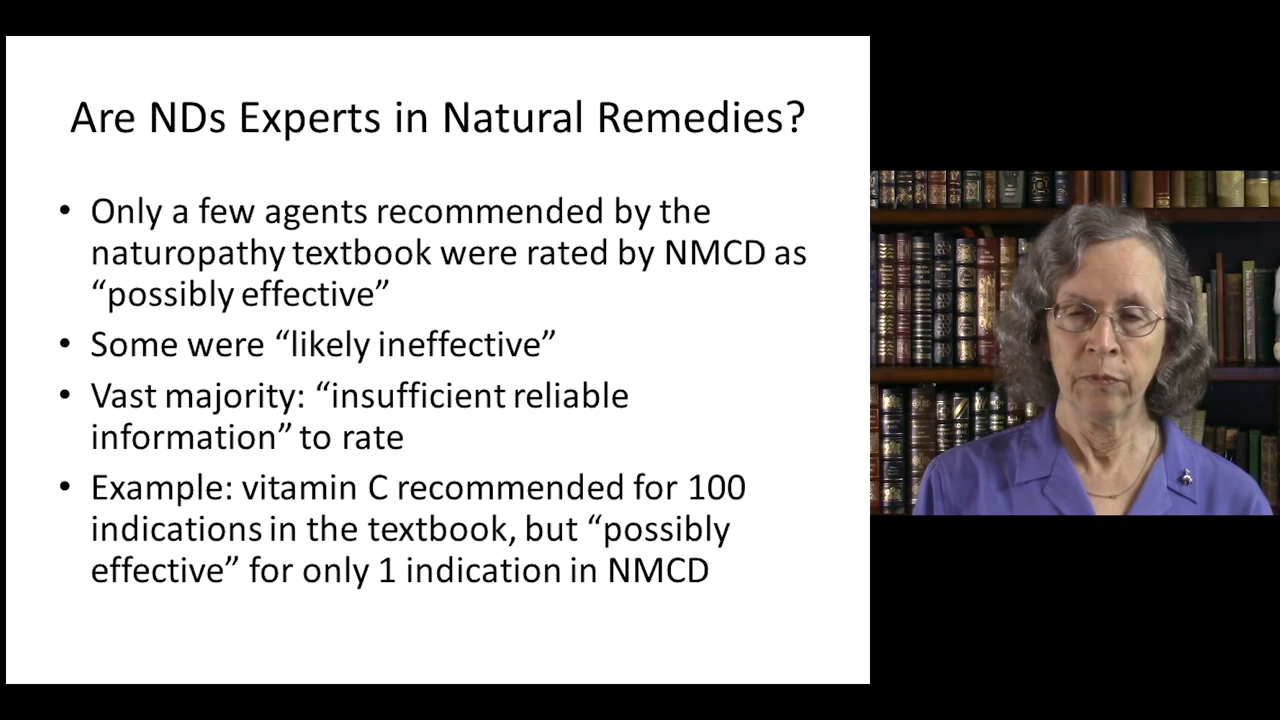 Are NDs Experts in Natural Remedies?
• Only a few agents recommended by the
naturopathy textbook were rated by NMCD as
“possibly effective”
• Some were “likely ineffective”
• Vast majority: “insufficient reliable
information” to rate
• Example: vitamin C recommended for 100
indications in the textbook, but “possibly
effective” for only 1 indication in NMCD